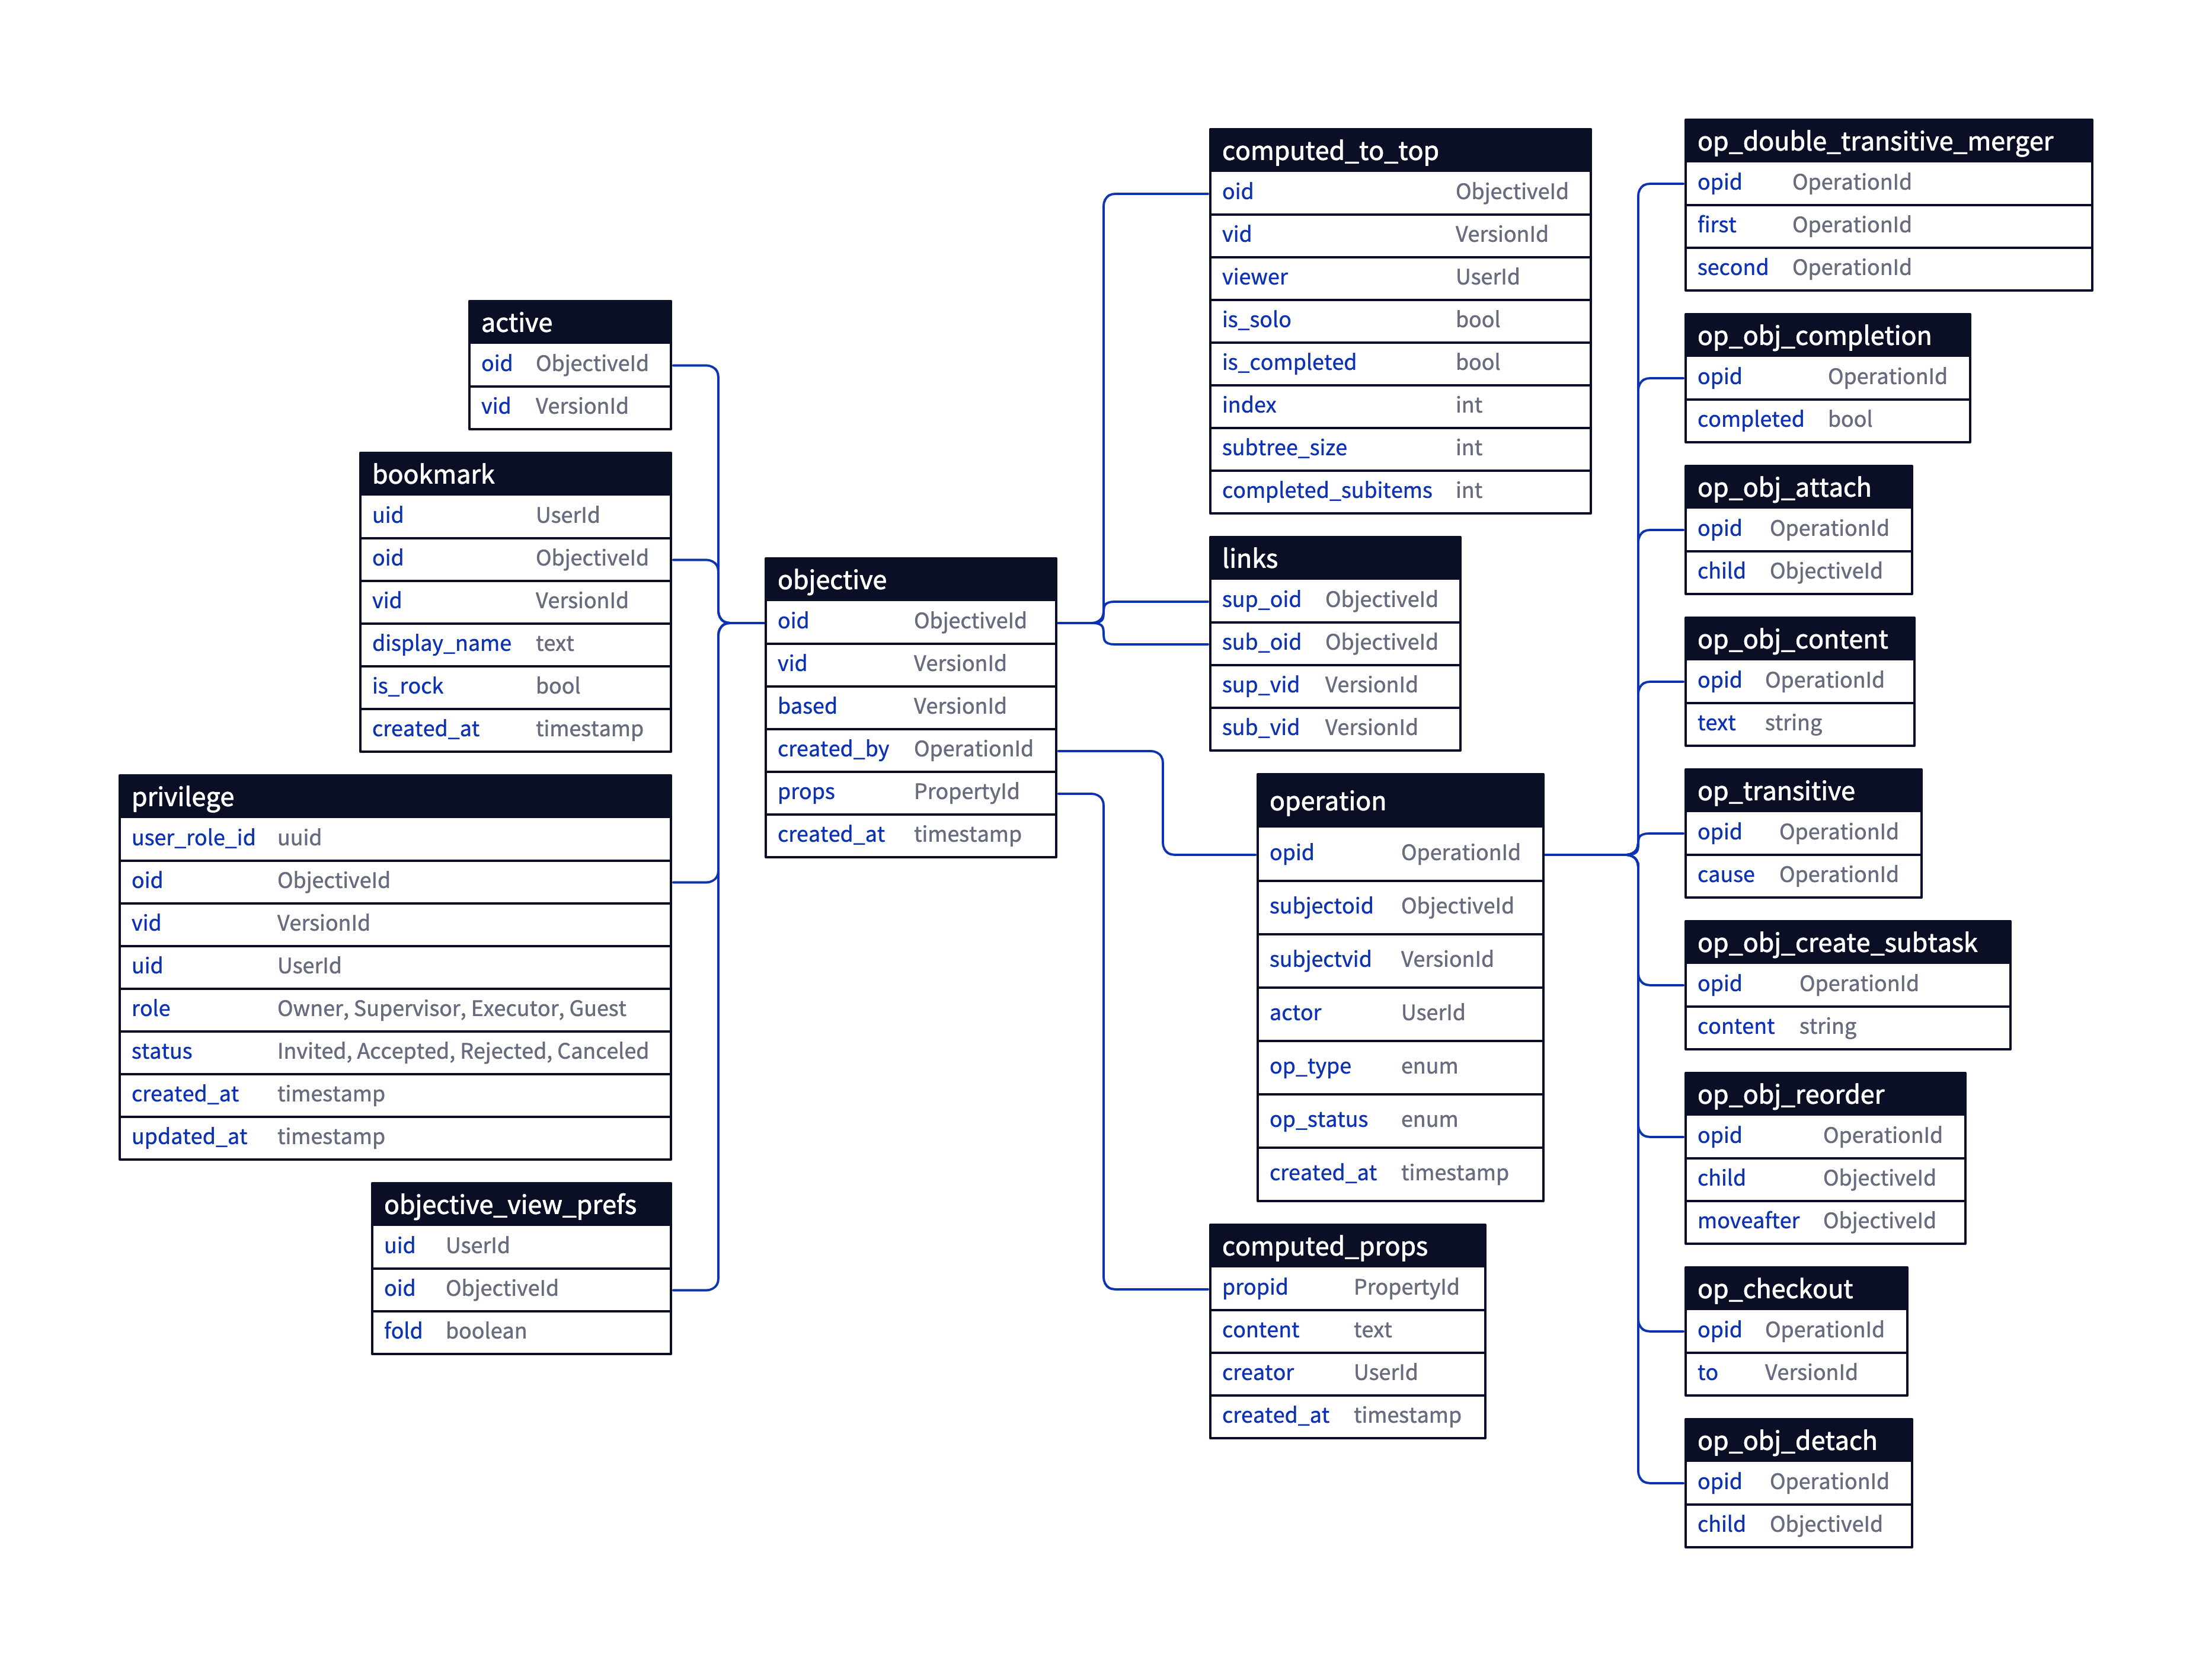 active
oid ObjectiveId
vid VersionId
bookmark
uid UserId
oid ObjectiveId
vid VersionId
display_name text
is_rock bool
created_at timestamp
privilege
user_role_id uuid
oid ObjectiveId
vid VersionId
uid UserId
role Owner, Supervisor, Executor, Guest
status Invited, Accepted, Rejected, Canceled
created_at timestamp
updated_at timestamp
objective_view_prefs
uid UserId
oid ObjectiveId
fold boolean
objective
oid ObjectiveId
vid VersionId
based VersionId
created_by OperationId
props PropertyId
created_at timestamp
computed_to_top
oid ObjectiveId
vid VersionId
viewer UserId
is_solo bool
is_completed bool
index int
subtree_size int
completed_subitems int
links
sup_oid ObjectiveId
sub_oid ObjectiveId
sup_vid VersionId
sub_vid VersionId
operation
opid OperationId
subjectoid ObjectiveId
subjectvid VersionId
actor UserId
op_type enum
op_status enum
created_at timestamp
computed_props
propid PropertyId
content text
creator UserId
created_at timestamp
op_double_transitive_merger
opid OperationId
first OperationId
second OperationId
op_obj_completion
opid OperationId
completed bool
op_obj_attach
opid OperationId
child ObjectiveId
op_obj_content
opid OperationId
text string
op_transitive
opid OperationId
cause OperationId
op_obj_create_subtask
opid OperationId
content string
op_obj_reorder
opid OperationId
child ObjectiveId
moveafter ObjectiveId
op_checkout
opid OperationId
to VersionId
op_obj_detach
opid OperationId
child ObjectiveId